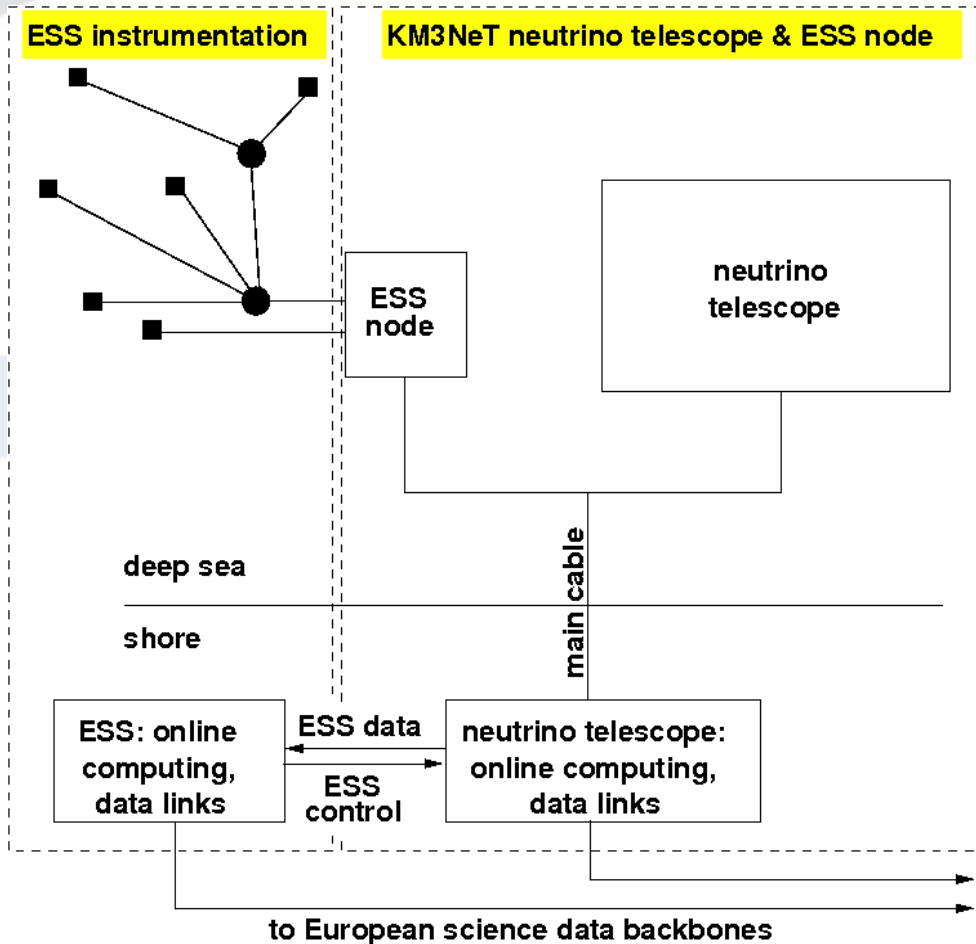 ESS instrumentation
KM3NeT neutrino telescope & ESS node
ESS
node
neutrino
telescope
deep sea
shore
main cable
ESS: online
computing,
data links
ESS data
ESS
control
neutrino telescope:
online computing,
data links
to European science data backbones